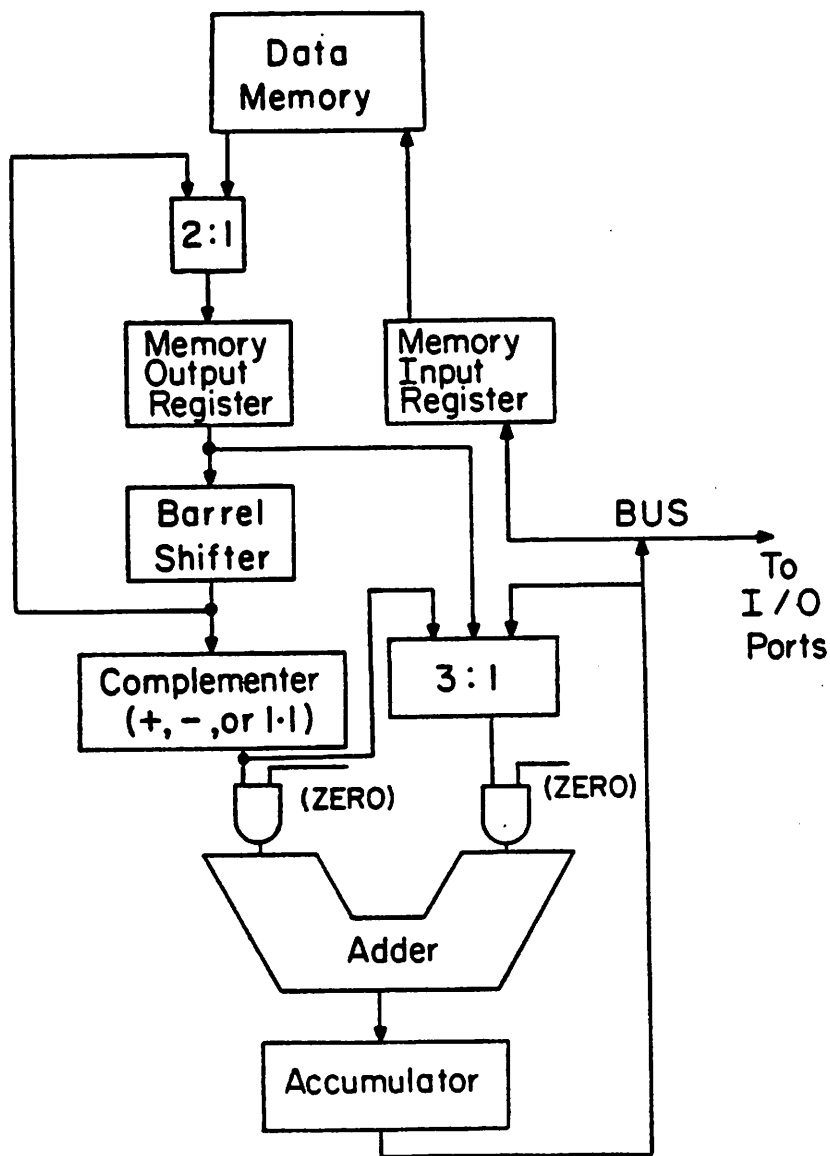 Data
Memory
2:1
Memory
Output
Register
Memory
Input
Register
Barrel
Shifter
BUS
To
I/O
Ports
Complementer
(+,-,or |·|)
3:1
(ZERO)
(ZERO)
Adder
Accumulator